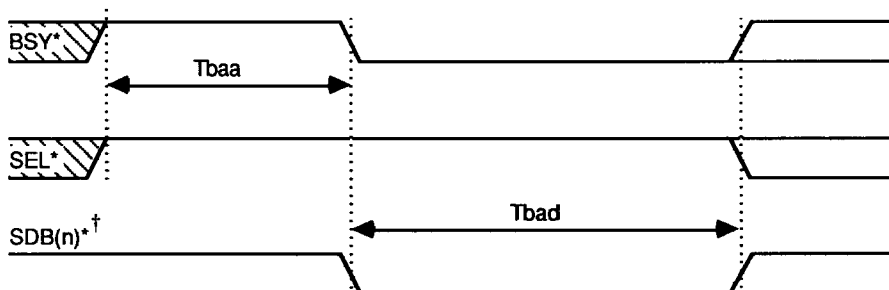 BSY*
Tbaa
SEL*
Tbad
SDB(n)*†